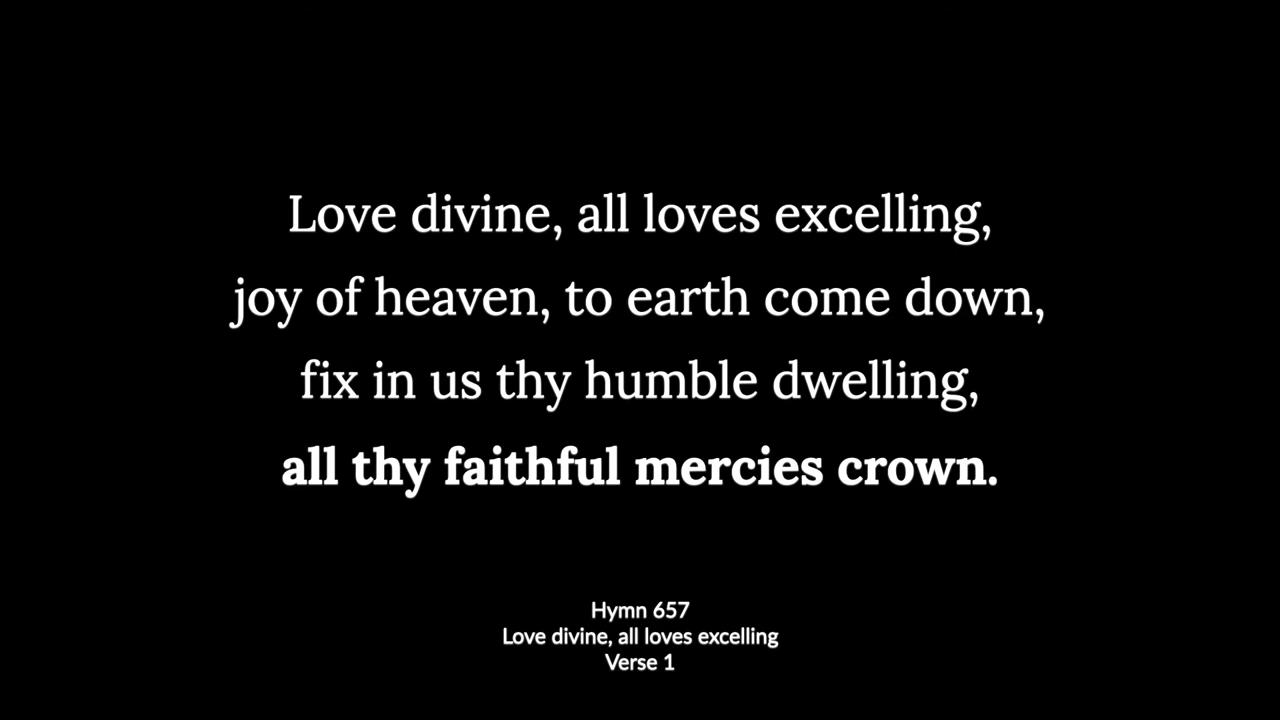 Love divine, all loves excelling,
joy of heaven, to earth come down,
fix in us thy humble dwelling,
all thy faithful mercies crown.
Hymn 657
Love divine, all loves excelling
Verse 1